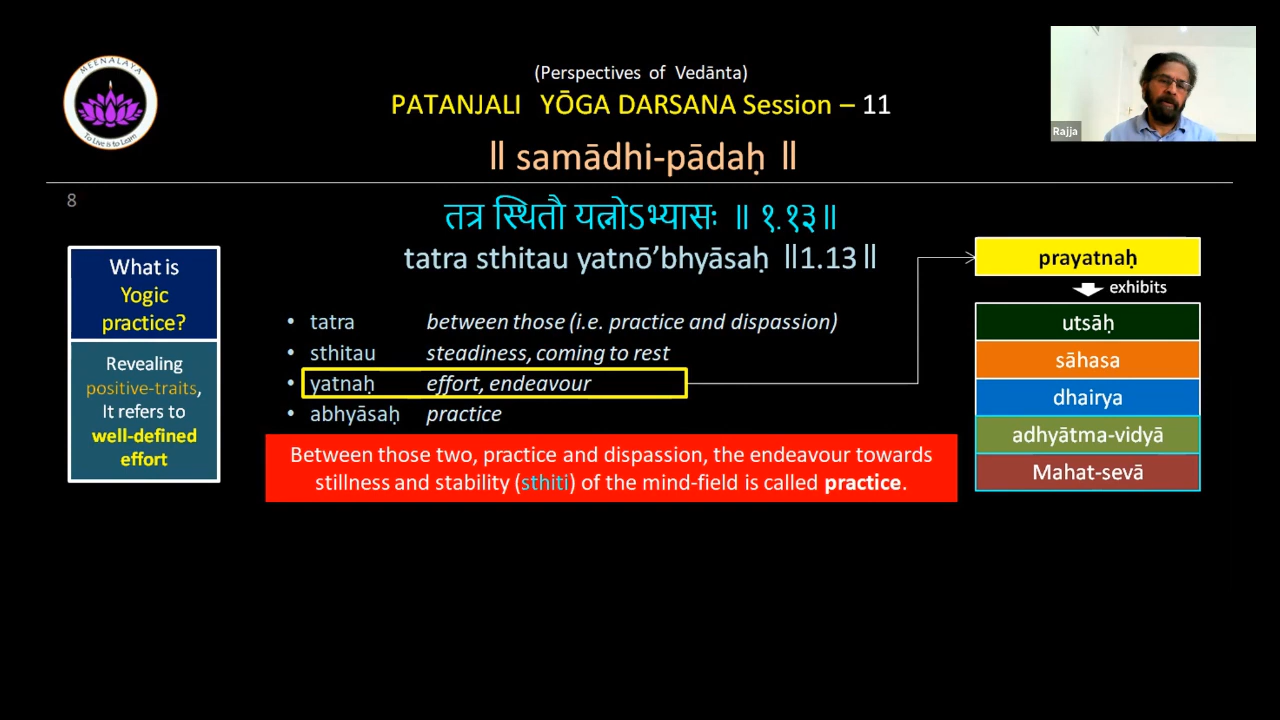 MEENALAYA
To Live is to Learn
(Perspectives of Vedānta)
PATANJALI YŌGA DARSANA Session – 11
॥ samādhi-pādaḥ ॥
Rajja
8
तत्र स्थितौ यत्नोऽभ्यासः ॥ १.१३॥
tatra sthitau yatnō’bhyāsaḥ ॥1.13॥
What is
Yogic
practice?
Revealing
positive-traits,
It refers to
well-defined
effort
• tatra between those (i.e. practice and dispassion)
• sthitau steadiness, coming to rest
• yatnaḥ effort, endeavour
• abhyāsaḥ practice
Between those two, practice and dispassion, the endeavour towards
stillness and stability (sthiti) of the mind-field is called practice.
prayatnaḥ
exhibits
utsāḥ
sāhasa
dhairya
adhyātma-vidyā
Mahat-sevā